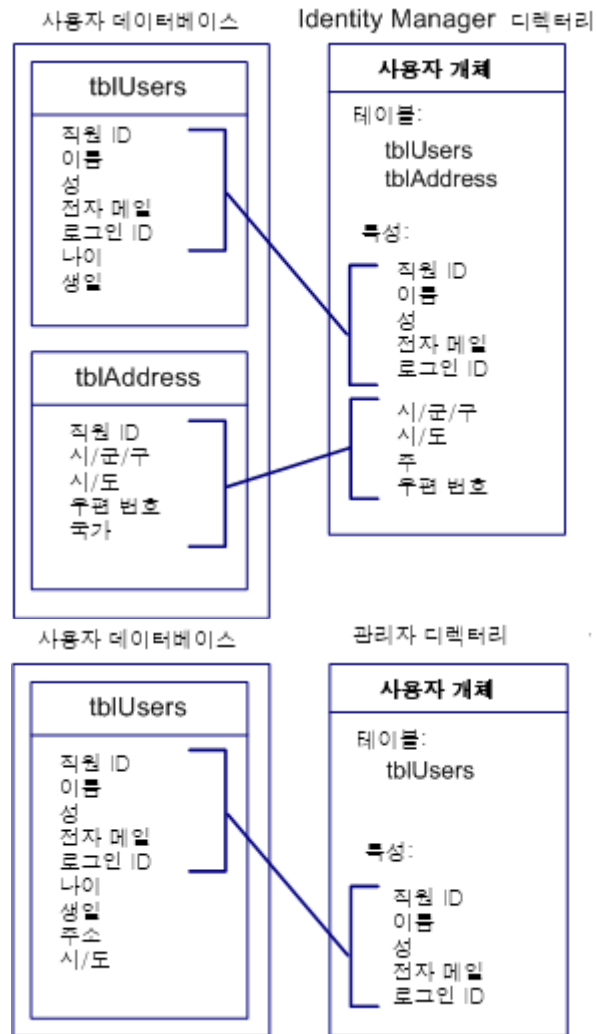 사용자 데이터베이스
Identity Manager 디렉터리
tblUsers
직원 ID
이름
성
전자 메일
로그인 ID
나이
생일
tblAddress
직원 ID
시/군/구
시/도
우편 번호
국가
사용자 개체
테이블:
tblUsers
tblAddress
특성:
직원 ID
이름
성
전자 메일
로그인 ID
시/군/구
시/도
주
우편 번호
사용자 데이터베이스
관리자 디렉터리
tblUsers
직원 ID
이름
성
전자 메일
로그인 ID
나이
생일
주소
시/도
사용자 개체
테이블:
tblUsers
특성:
직원 ID
이름
성
전자 메일
로그인 ID